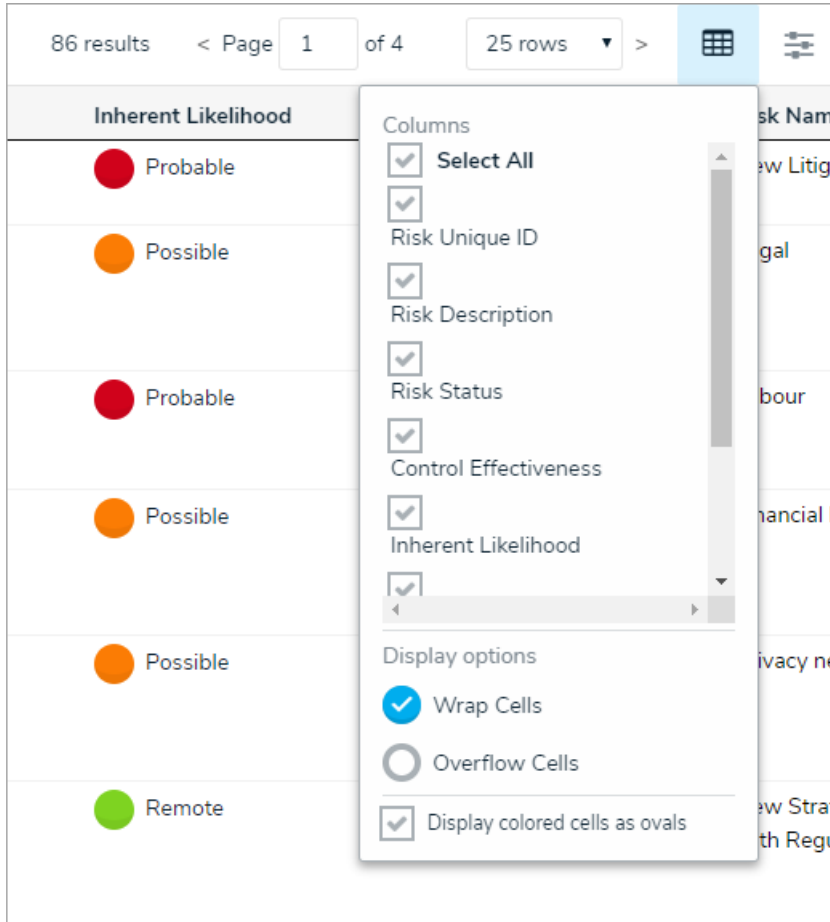 86 results < Page 1 of 4 25 rows >
Inherent Likelihood
Probable
Possible
Probable
Possible
Possible
Remote
Columns
Select All
Risk Unique ID
Risk Description
Risk Status
Control Effectiveness
Inherent Likelihood
Display options
Wrap Cells
Overflow Cells
Display colored cells as ovals